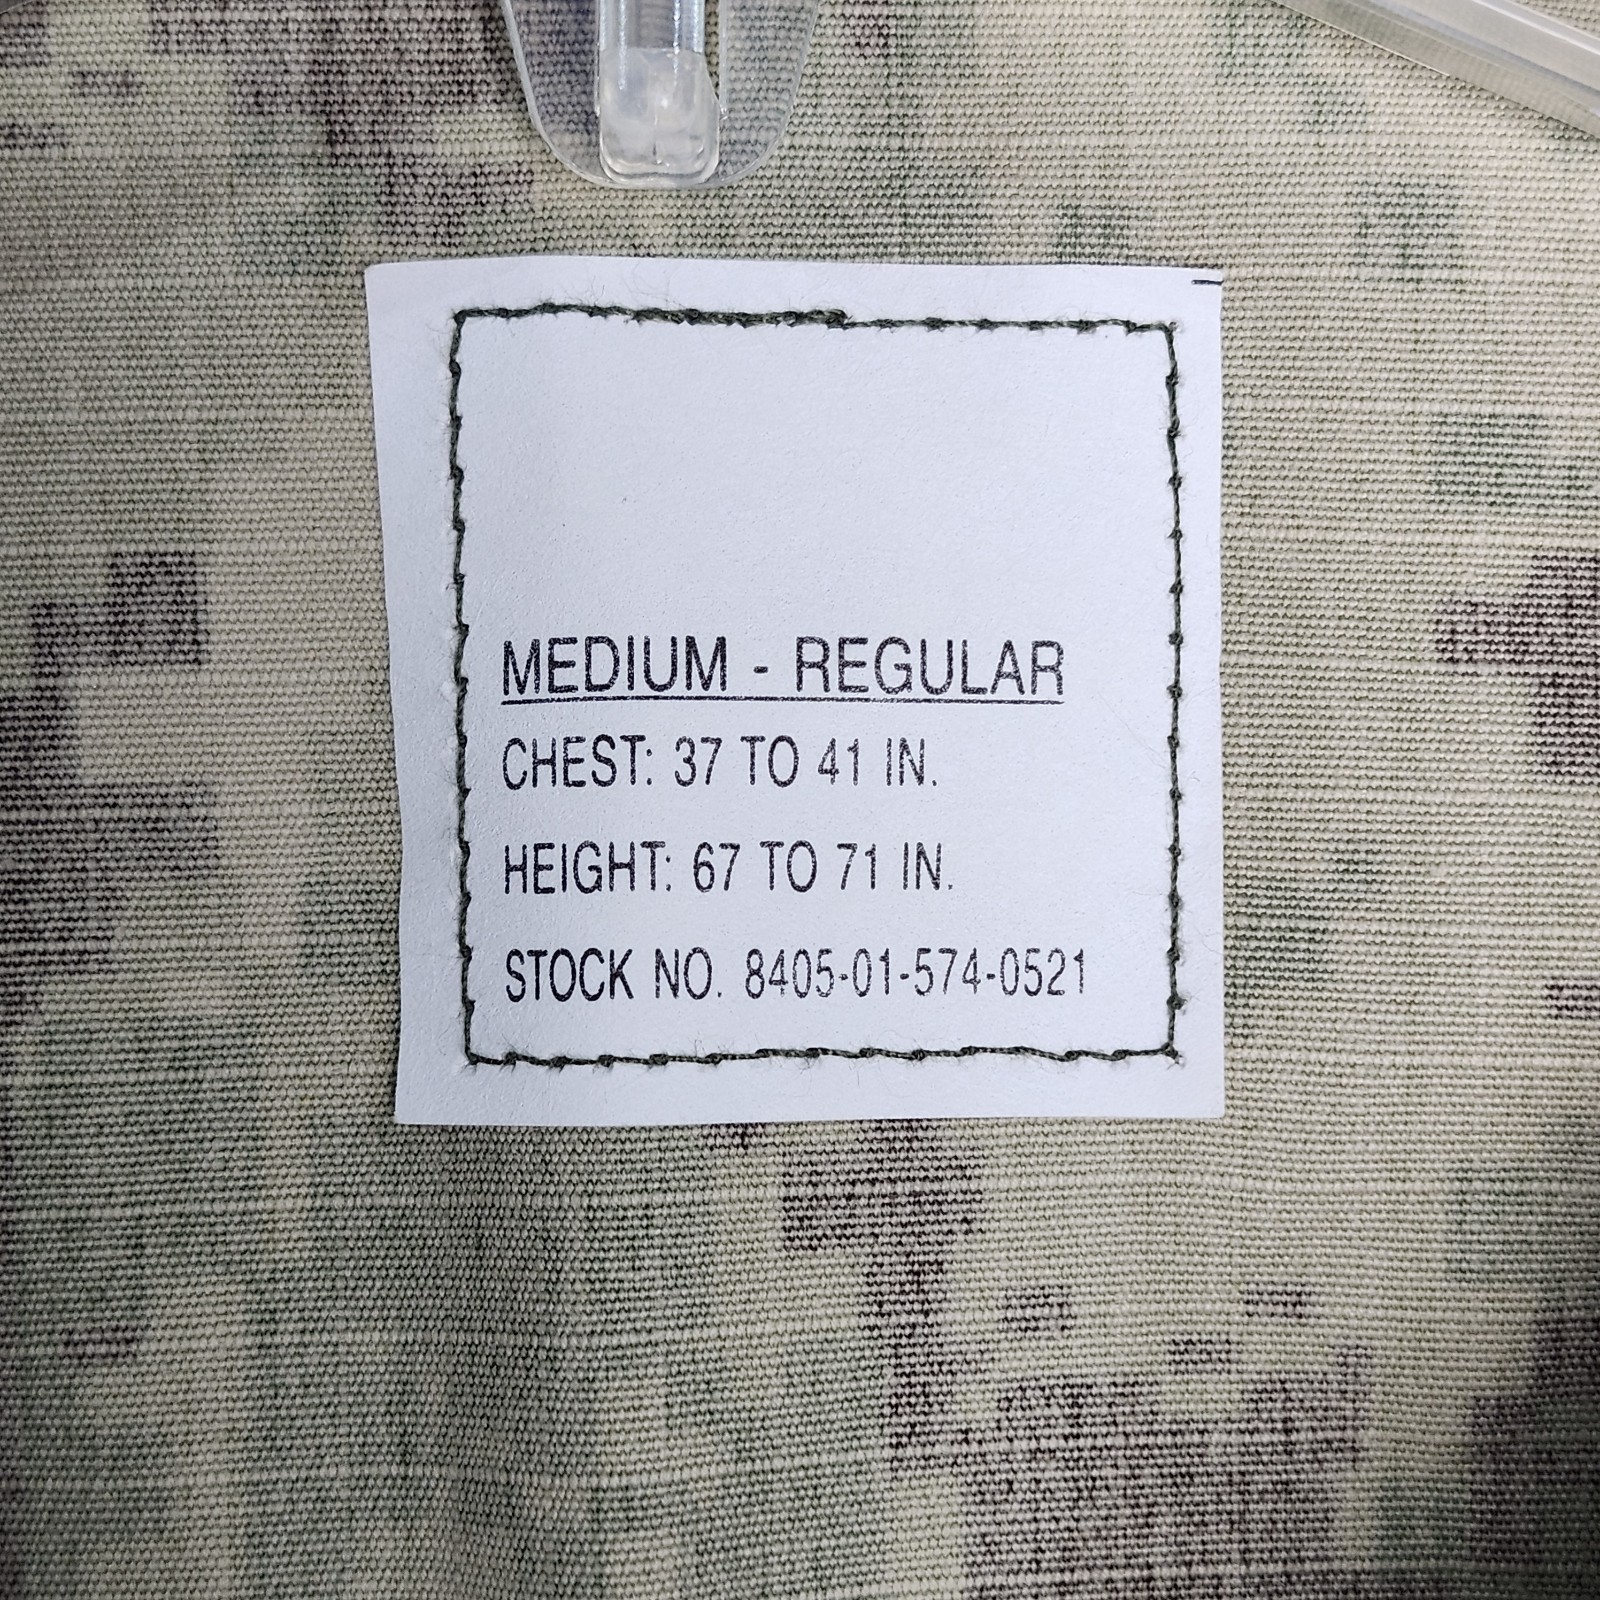 MEDIUM - REGULAR
CHEST: 37 TO 41 IN.
HEIGHT: 67 TO 71 IN.
STOCK NO. 8405-01-574-0521